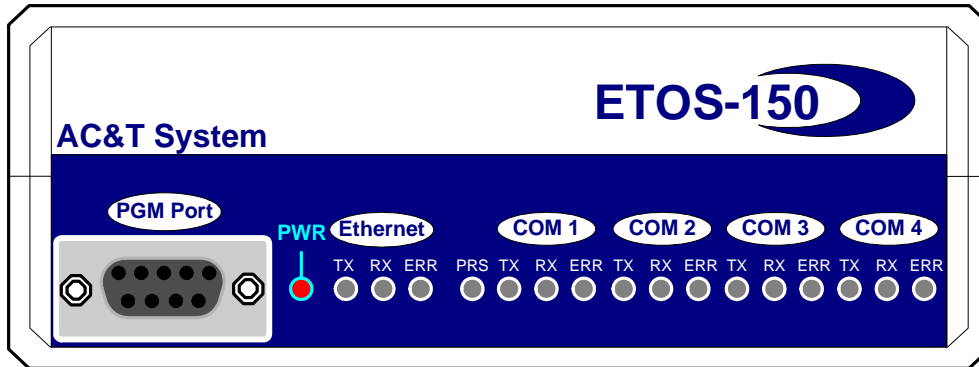 ETOS-150
AC&T System
PGM Port
PWR
Ethernet
COM 1
COM 2
COM 3
COM 4
TX RX ERR PRS TX RX ERR TX RX ERR TX RX ERR TX RX ERR